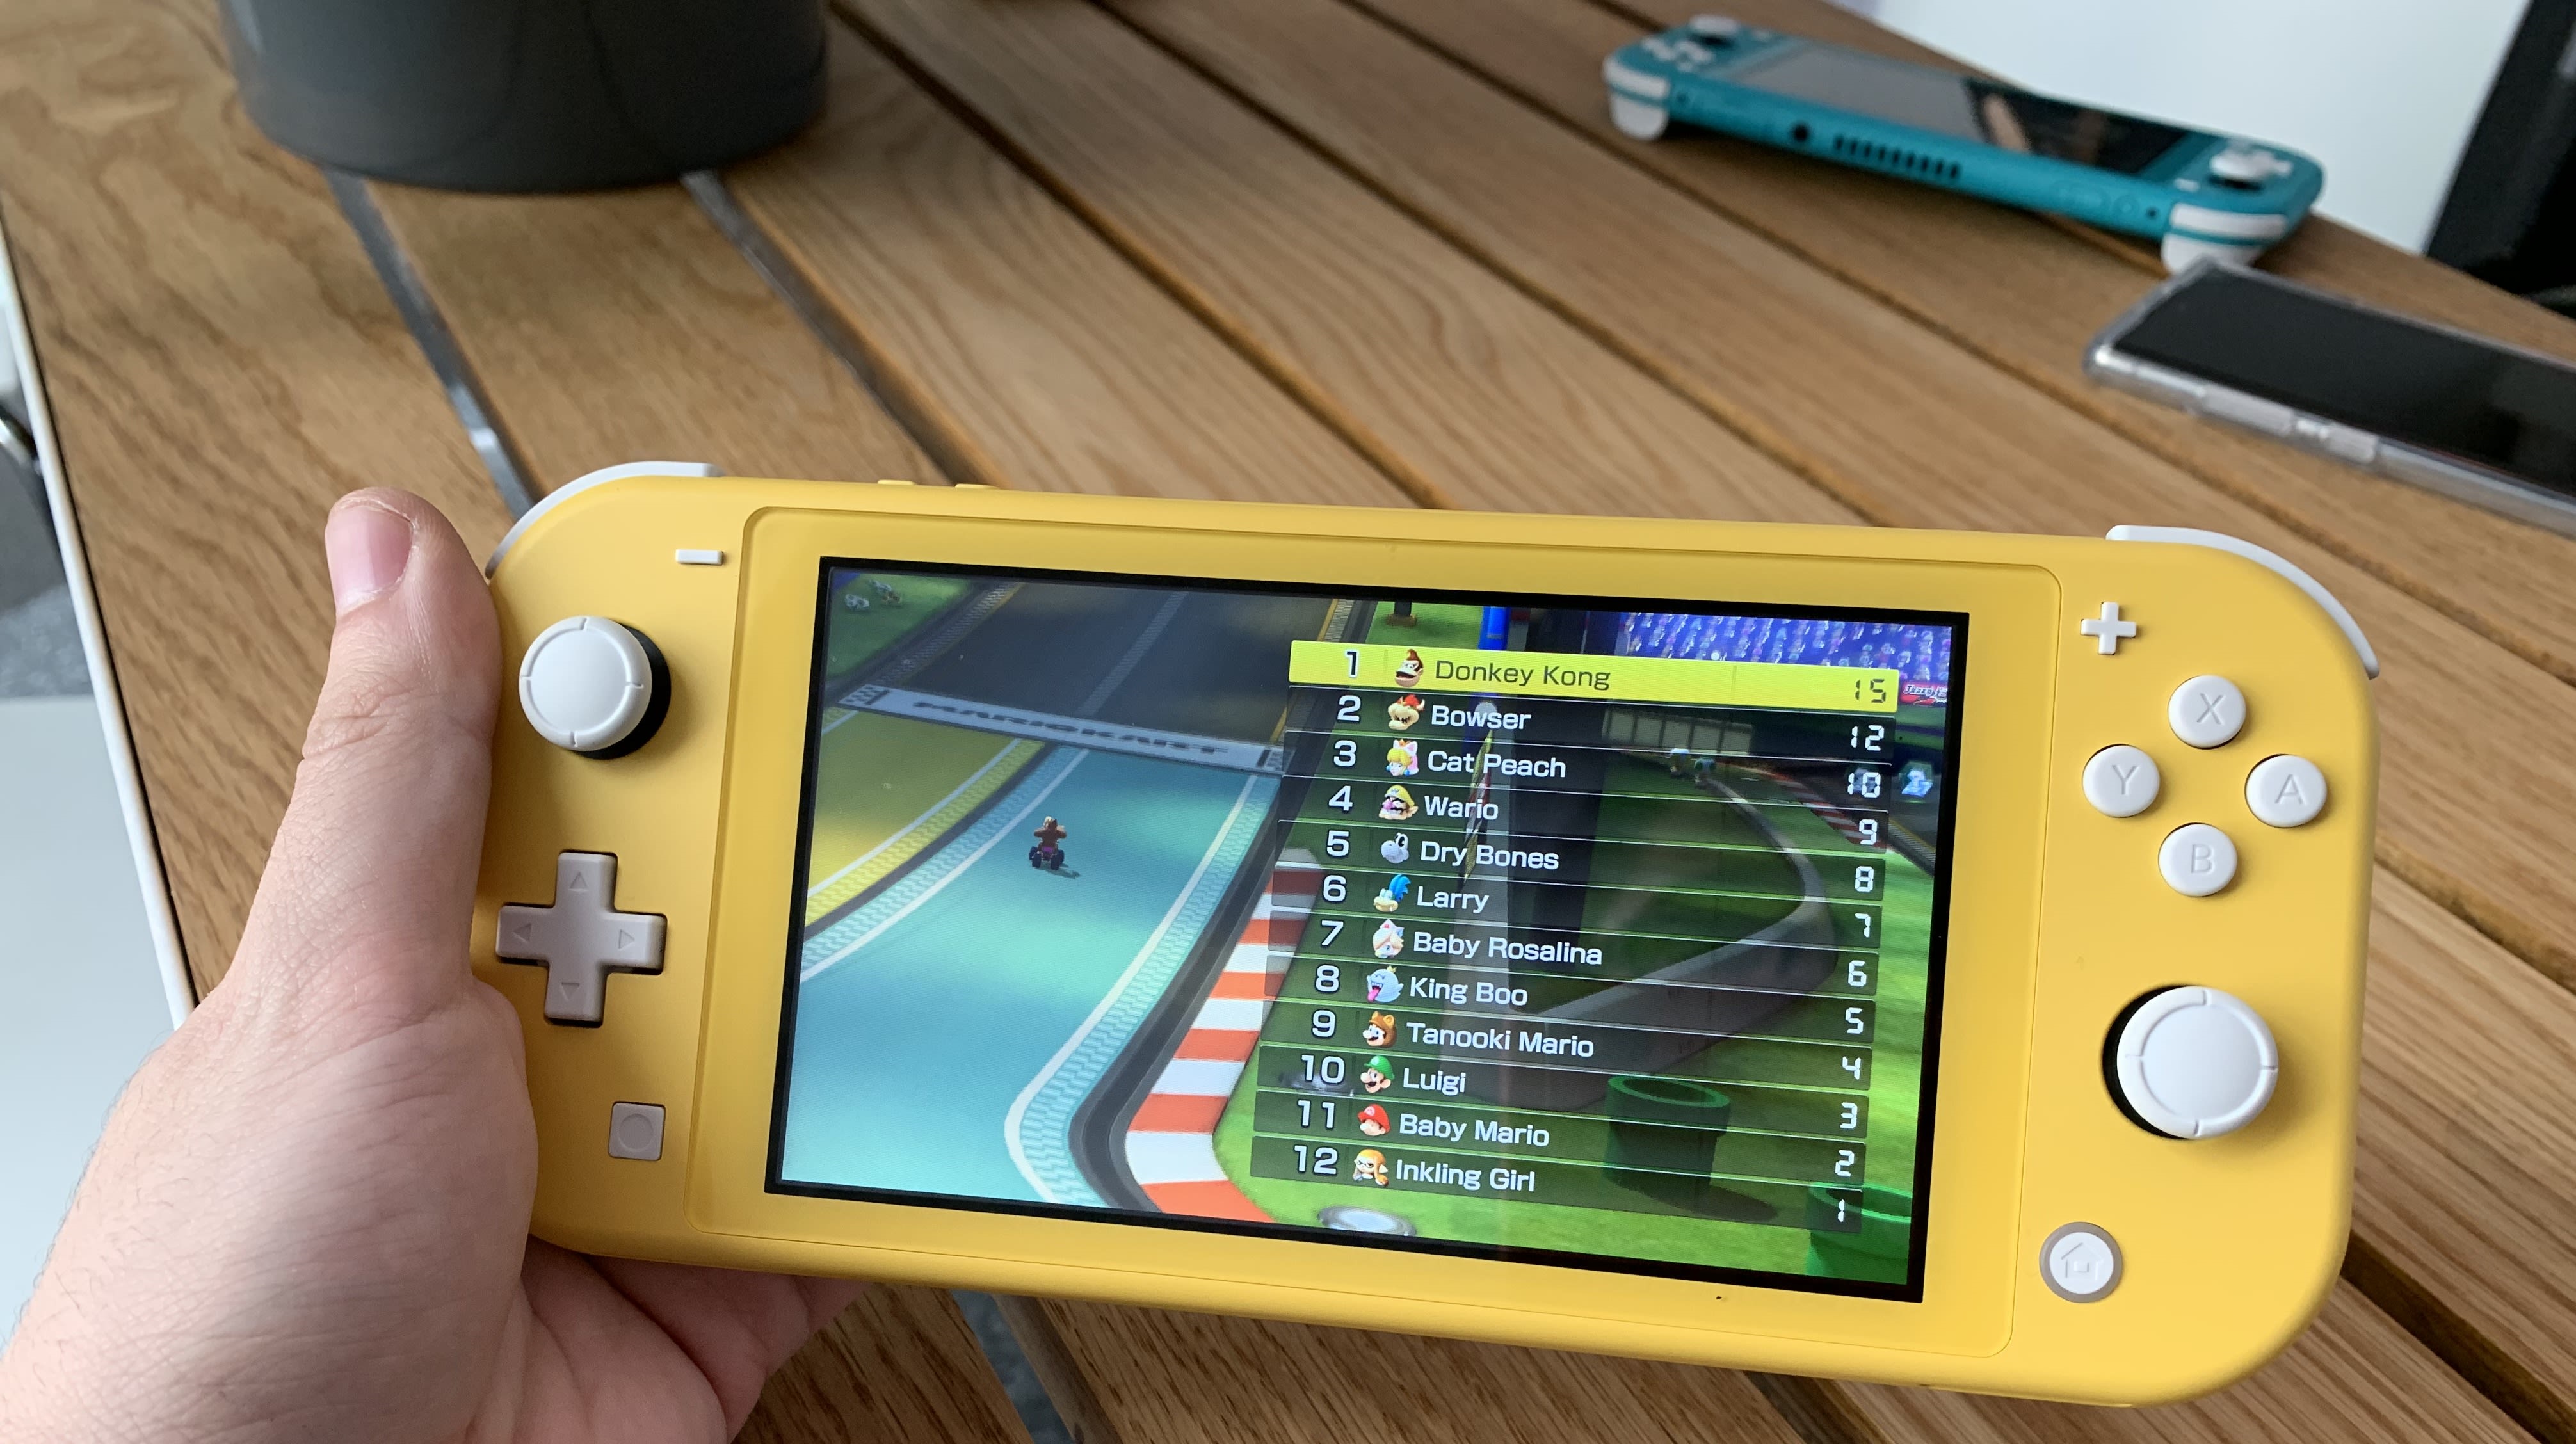 1 Donkey Kong 15
2 Bowser 12
3 Cat Peach 10
4 Wario 9
5 Dry Bones 8
6 Larry 7
7 Baby Rosalina 6
8 King Boo 5
9 Tanooki Mario 4
10 Luigi 3
11 Baby Mario 2
12 Inkling Girl 1
MARIOKART
X
Y
A
B